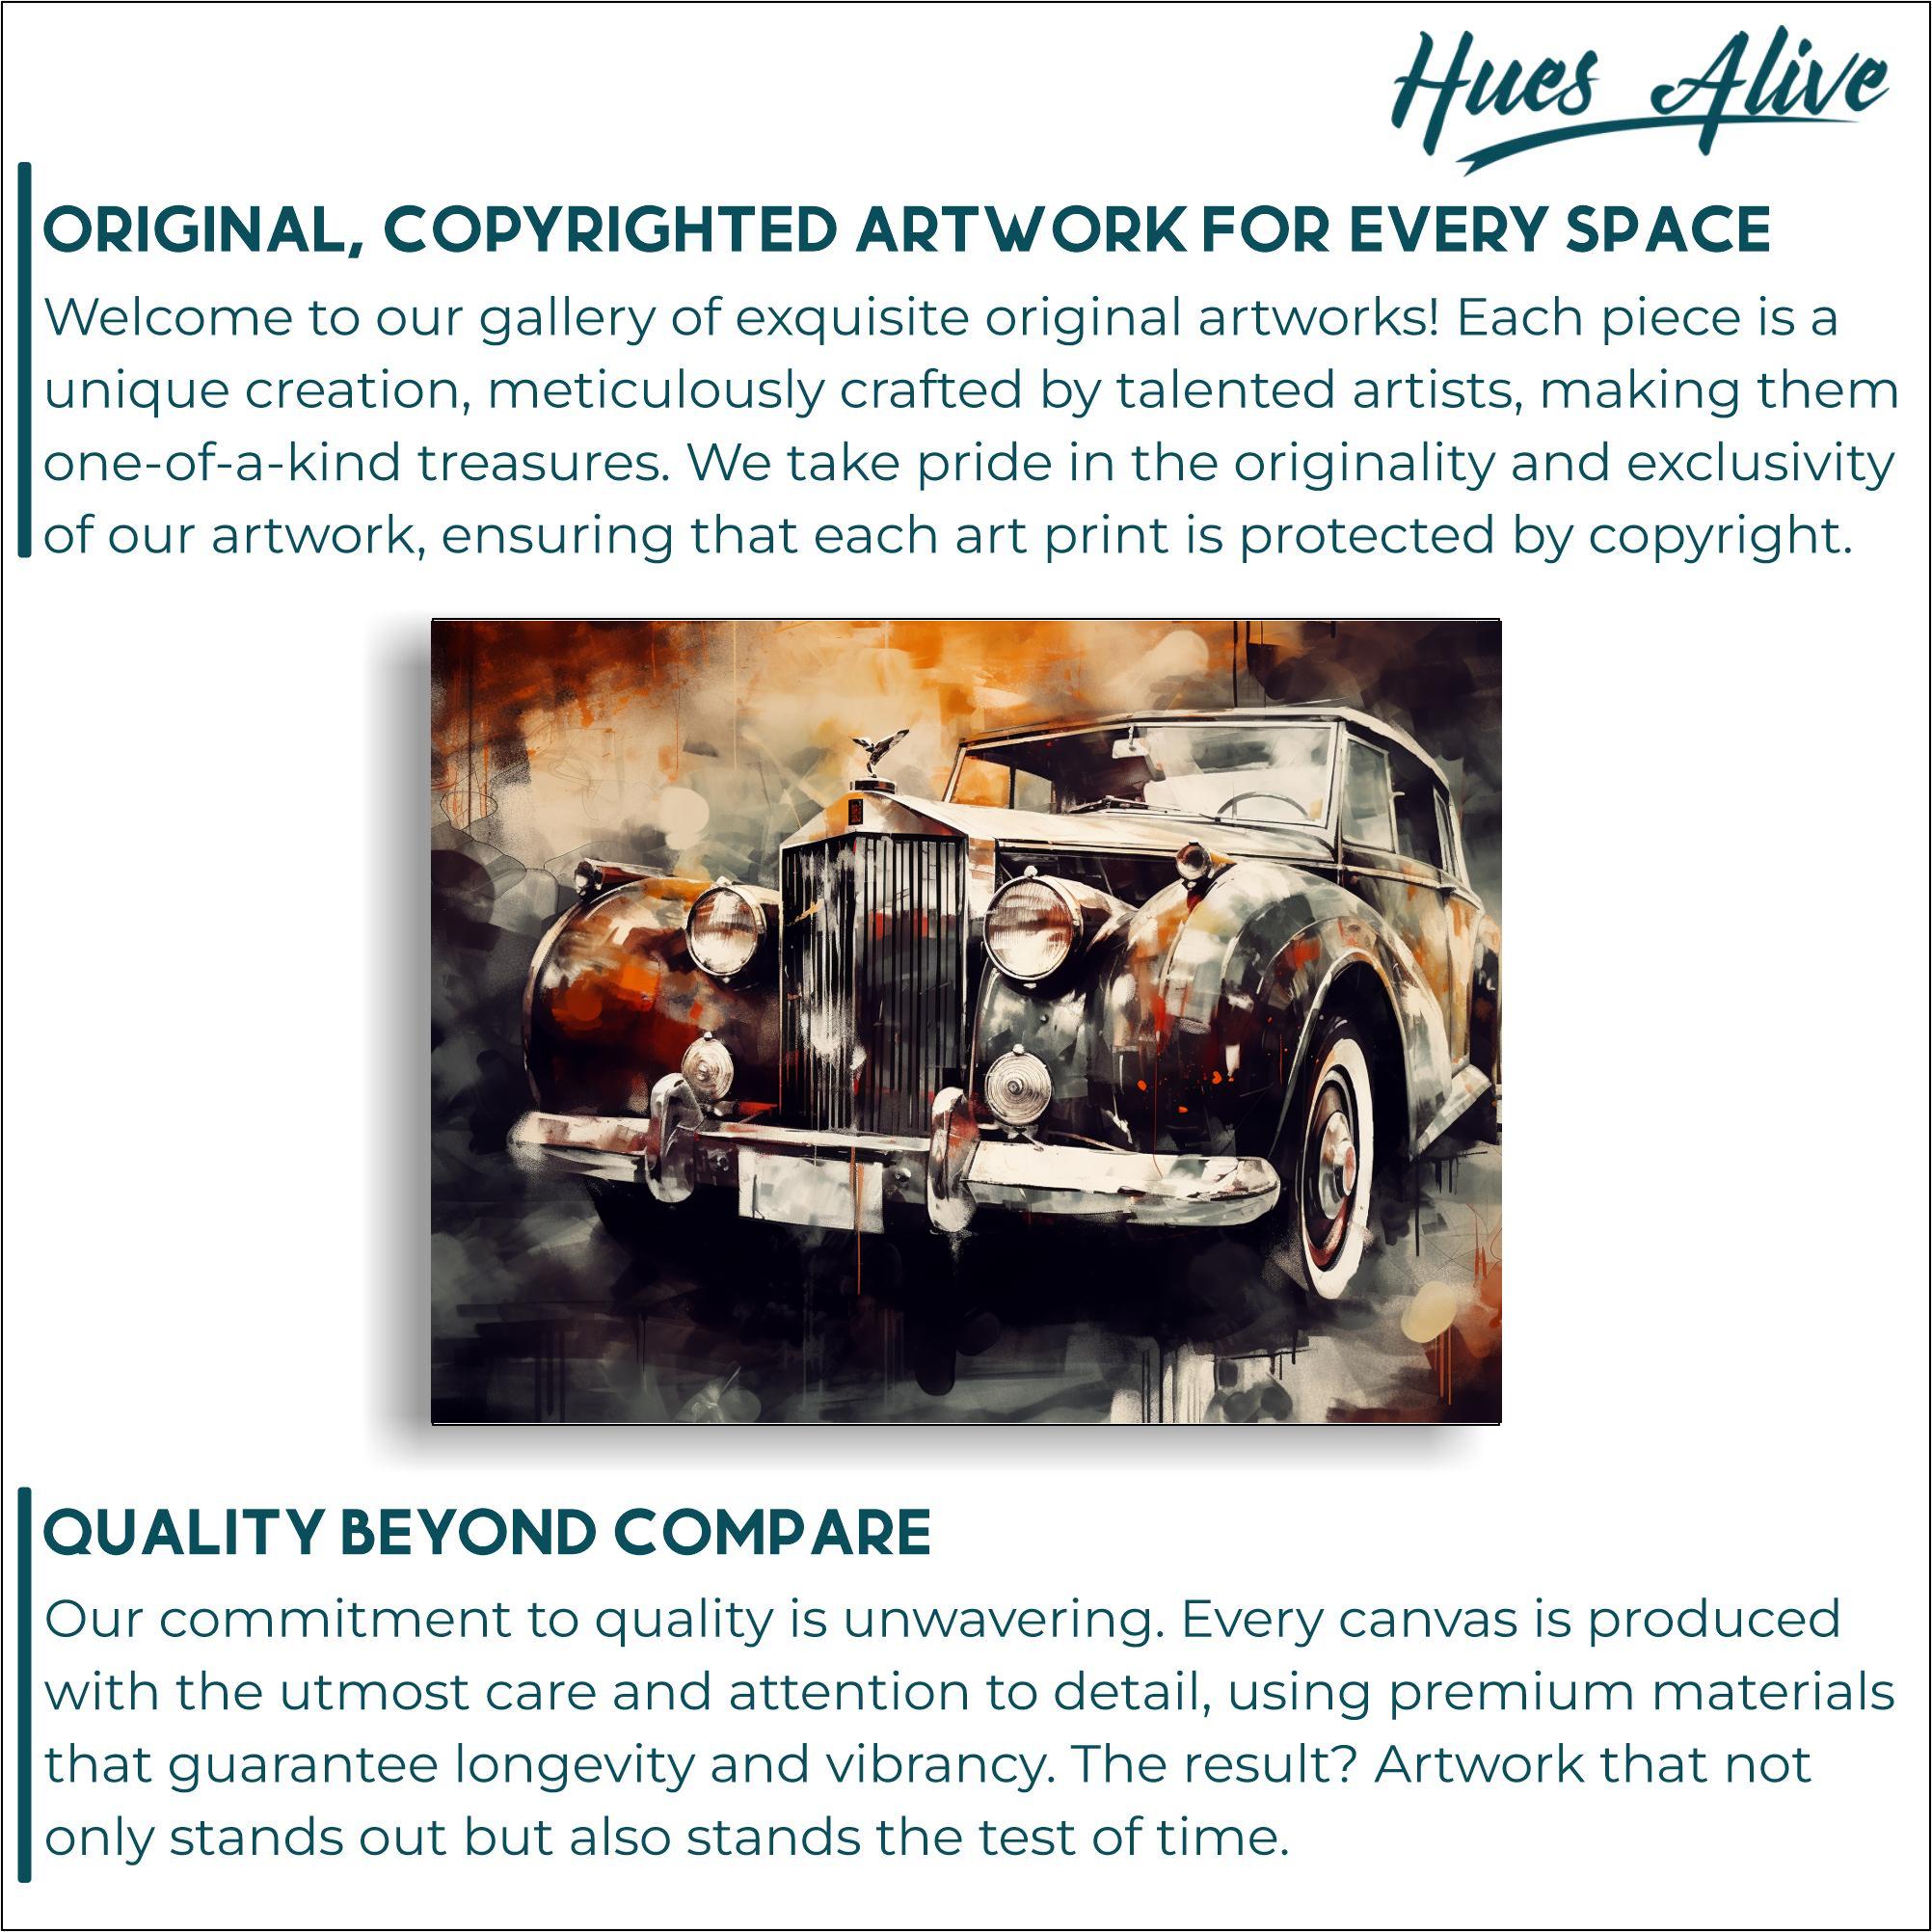 Hues Alive
ORIGINAL, COPYRIGHTED ARTWORK FOR EVERY SPACE
Welcome to our gallery of exquisite original artworks! Each piece is a
unique creation, meticulously crafted by talented artists, making them
one-of-a-kind treasures. We take pride in the originality and exclusivity
of our artwork, ensuring that each art print is protected by copyright.
QUALITY BEYOND COMPARE
Our commitment to quality is unwavering. Every canvas is produced
with the utmost care and attention to detail, using premium materials
that guarantee longevity and vibrancy. The result? Artwork that not
only stands out but also stands the test of time.